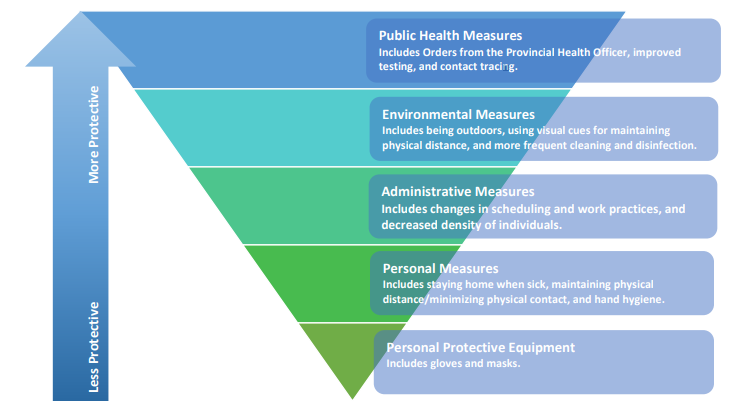 Public Health Measures
Includes Orders from the Provincial Health Officer, improved
testing, and contact tracing.
Environmental Measures
Includes being outdoors, using visual cues for maintaining
physical distance, and more frequent cleaning and disinfection.
Administrative Measures
Includes changes in scheduling and work practices, and
decreased density of individuals.
Personal Measures
Includes staying home when sick, maintaining physical
distance/minimizing physical contact, and hand hygiene.
Personal Protective Equipment
Includes gloves and masks.
More Protective
Less Protective